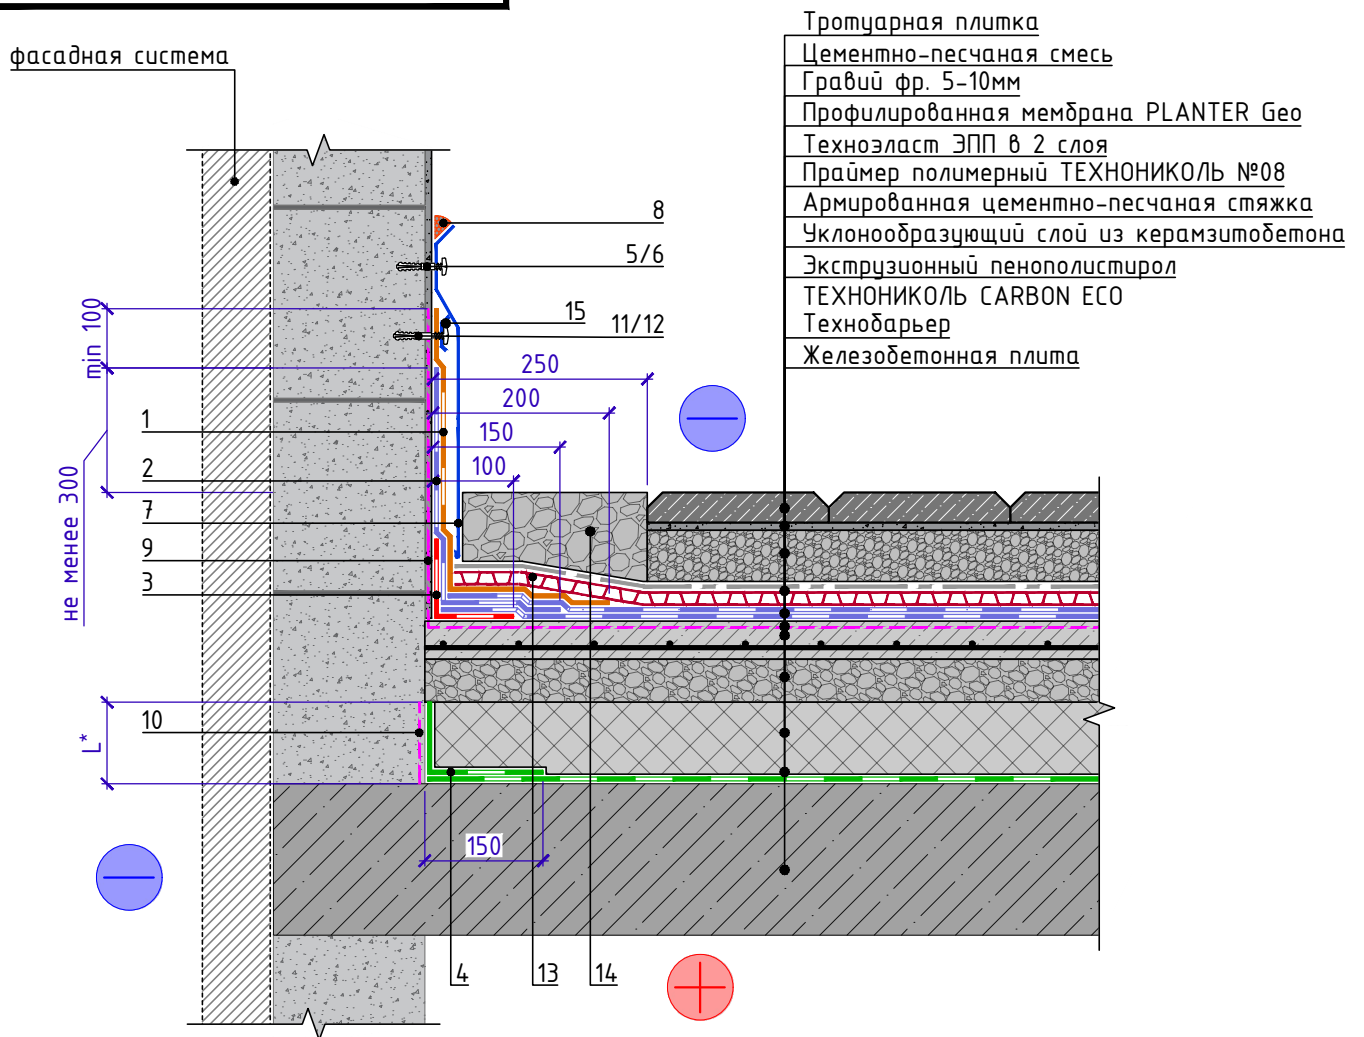 фасадная система
Тротуарная плитка
Цементно-песчаная смесь
Гравий фр. 5-10мм
Профилированная мембрана PLANTER Geo
Техноэласт ЭПП в 2 слоя
Праймер полимерный ТЕХНОНИКОЛЬ №08
Армированная цементно-песчаная стяжка
Уклонообразующий слой из керамзитобетона
Экструзионный пенополистирол
ТЕХНОНИКОЛЬ CARBON ECO
Технобарьер
Железобетонная плита
8
5/6
15
11/12
min 100
250
200
150
100
1
2
не менее 300
7
9
3
10
L*
150
4
13
14